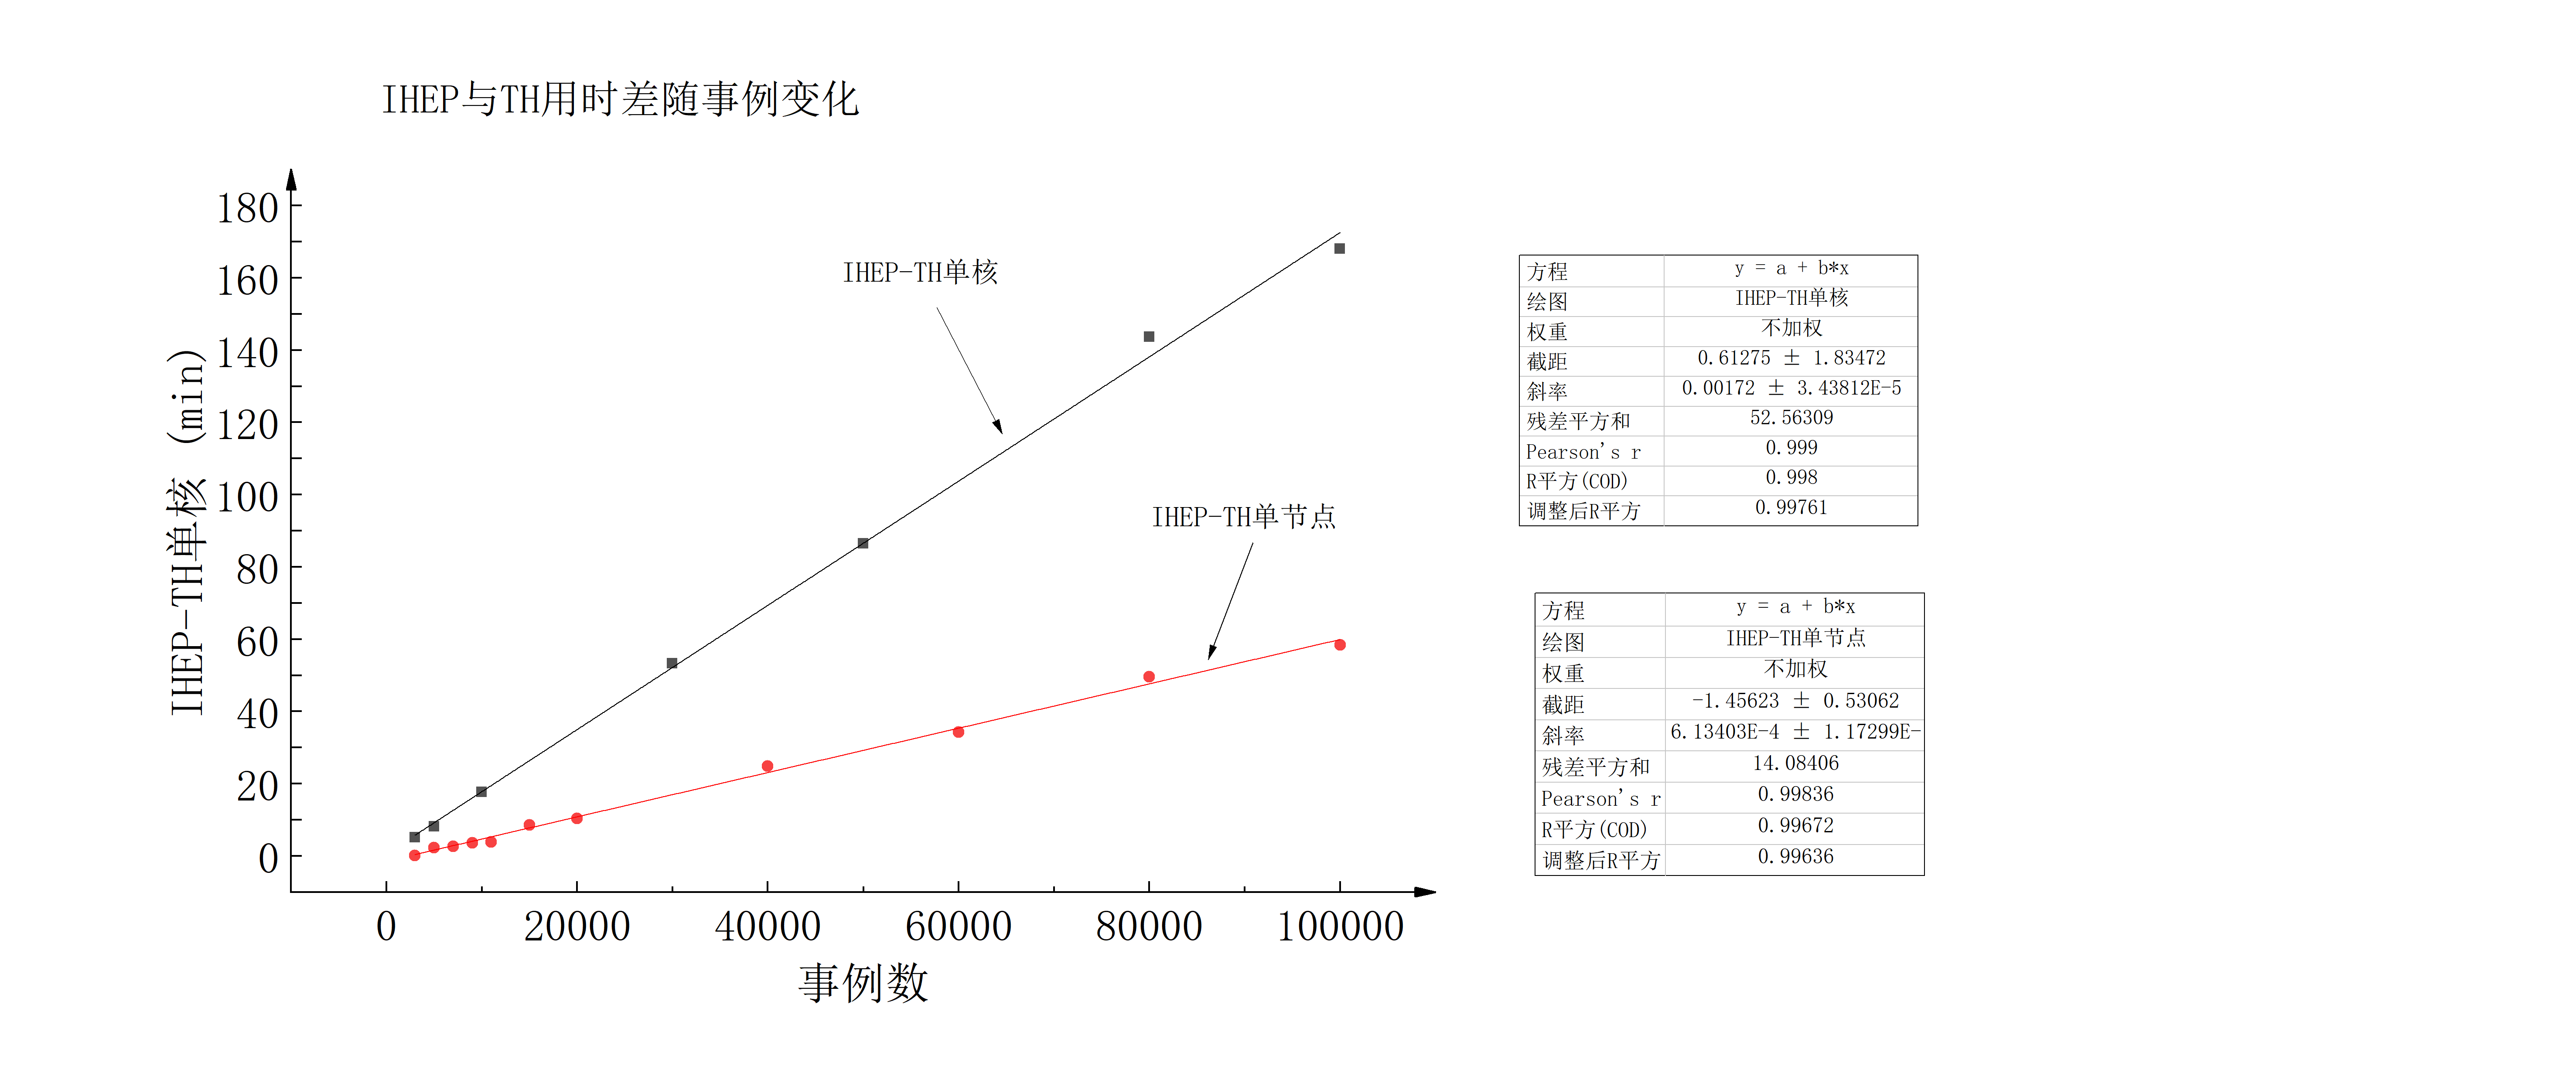 IHEP与TH用时差随事例变化
IHEP-TH单核 (min)
180
160
140
120
100
80
60
40
20
0
IHEP-TH单核
IHEP-TH单节点
0 20000 40000 60000 80000 100000
事例数
方程 y = a + b*x
绘图 IHEP-TH单核
权重 不加权
截距 0.61275 ± 1.83472
斜率 0.00172 ± 3.43812E-5
残差平方和 52.56309
Pearson's r 0.999
R平方(COD) 0.998
调整后R平方 0.99761
方程 y = a + b*x
绘图 IHEP-TH单节点
权重 不加权
截距 -1.45623 ± 0.53062
斜率 6.13403E-4 ± 1.17299E-
残差平方和 14.08406
Pearson's r 0.99836
R平方(COD) 0.99672
调整后R平方 0.99636